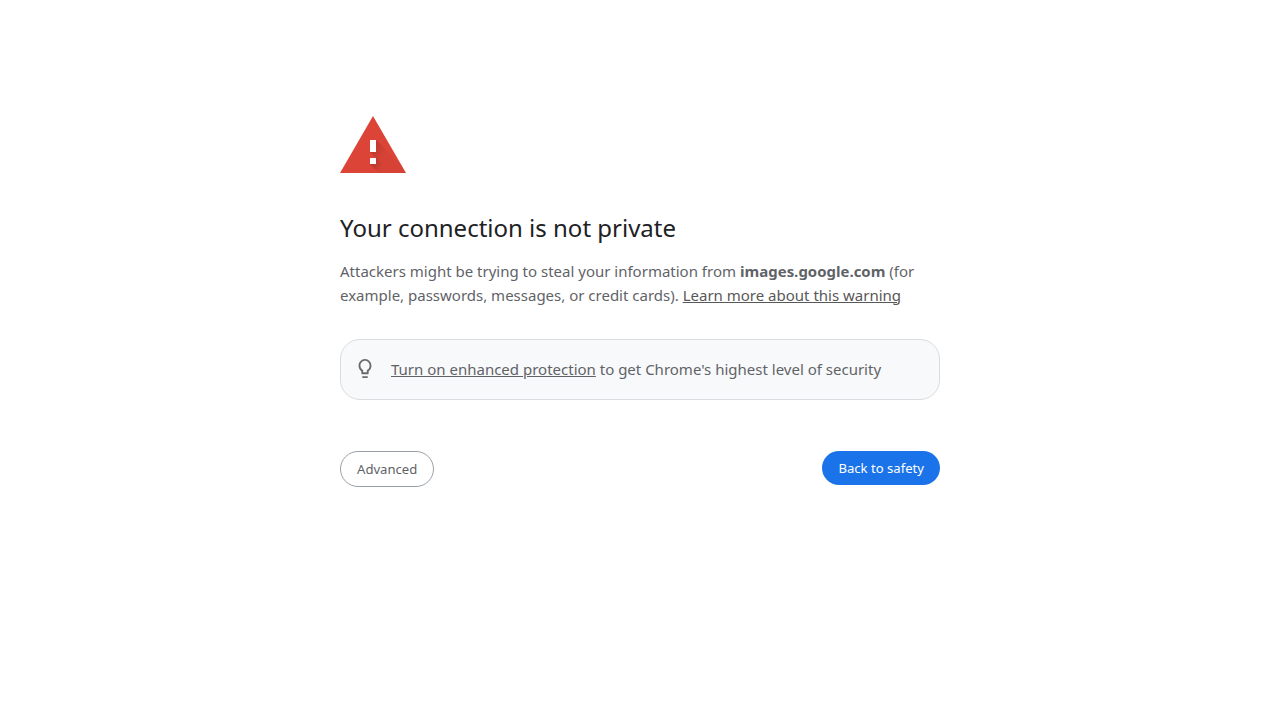 Your connection is not private
Attackers might be trying to steal your information from images.google.com (for
example, passwords, messages, or credit cards). Learn more about this warning
Turn on enhanced protection to get Chrome's highest level of security
Advanced
Back to safety